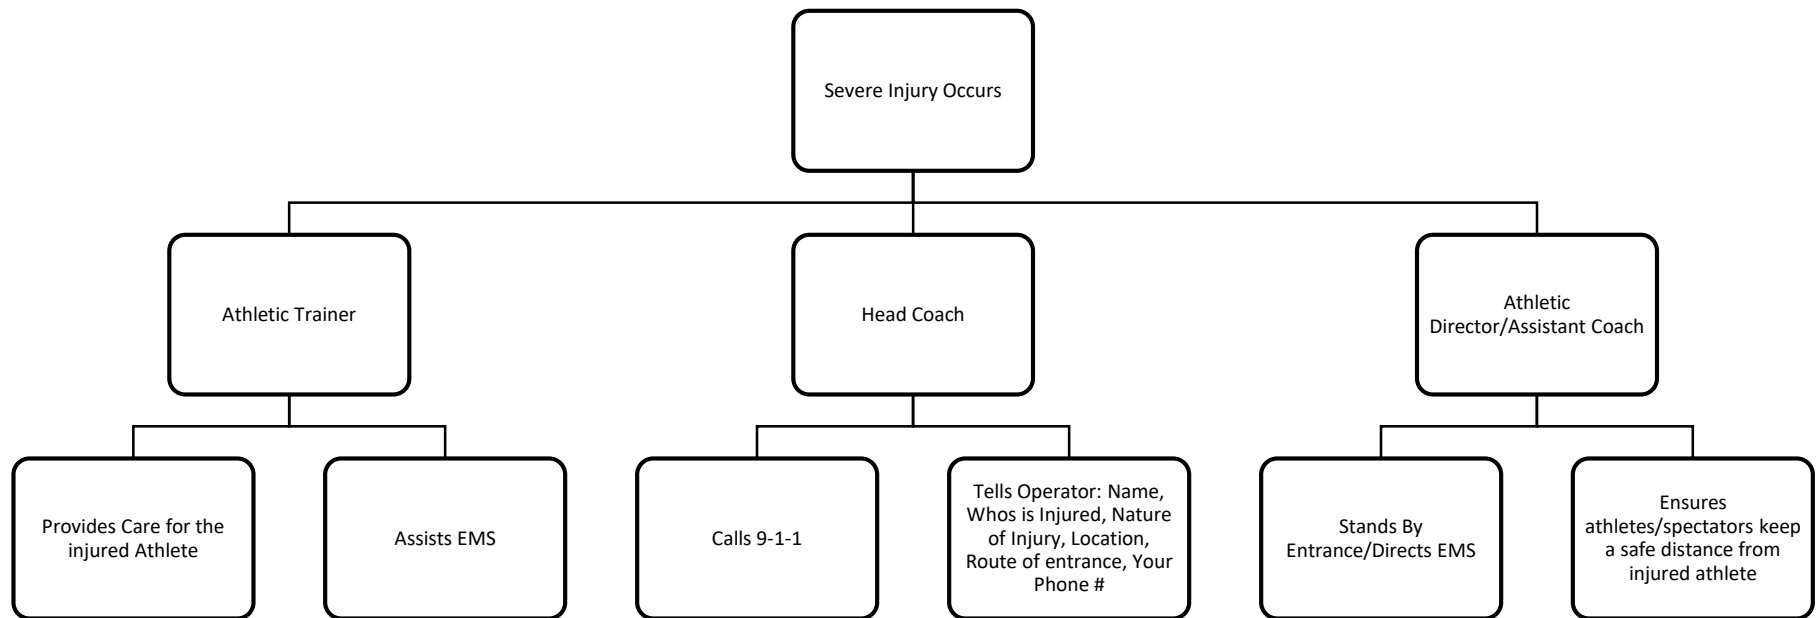 Severe Injury Occurs
Athletic Trainer
Head Coach
Athletic
Director/Assistant Coach
Provides Care for the
injured Athlete
Assists EMS
Calls 9-1-1
Tells Operator: Name,
Whos is Injured, Nature
of Injury, Location,
Route of entrance, Your
Phone #
Stands By
Entrance/Directs EMS
Ensures
athletes/spectators keep
a safe distance from
injured athlete